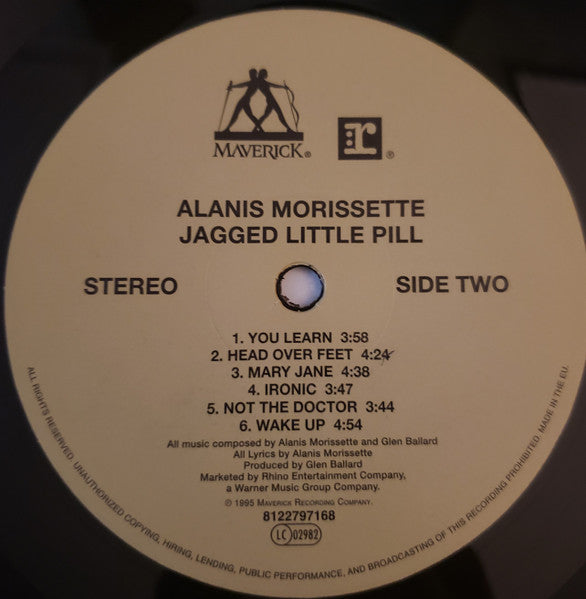 MAVERICK®
r®
ALANIS MORISSETTE
JAGGED LITTLE PILL
STEREO
SIDE TWO
1. YOU LEARN 3:58
2. HEAD OVER FEET 4:24
3. MARY JANE 4:38
4. IRONIC 3:47
5. NOT THE DOCTOR 3:44
6. WAKE UP 4:54
All music composed by Alanis Morissette and Glen Ballard
All Lyrics by Alanis Morissette
Produced by Glen Ballard
Marketed by Rhino Entertainment Company,
a Warner Music Group Company.
℗ 1995 MAVERICK RECORDING COMPANY.
8122797168
LC 02982
ALL RIGHTS RESERVED. UNAUTHORIZED COPYING, HIRING, LENDING, PUBLIC PERFORMANCE, AND BROADCASTING OF THIS RECORDING PROHIBITED. MADE IN THE EU.